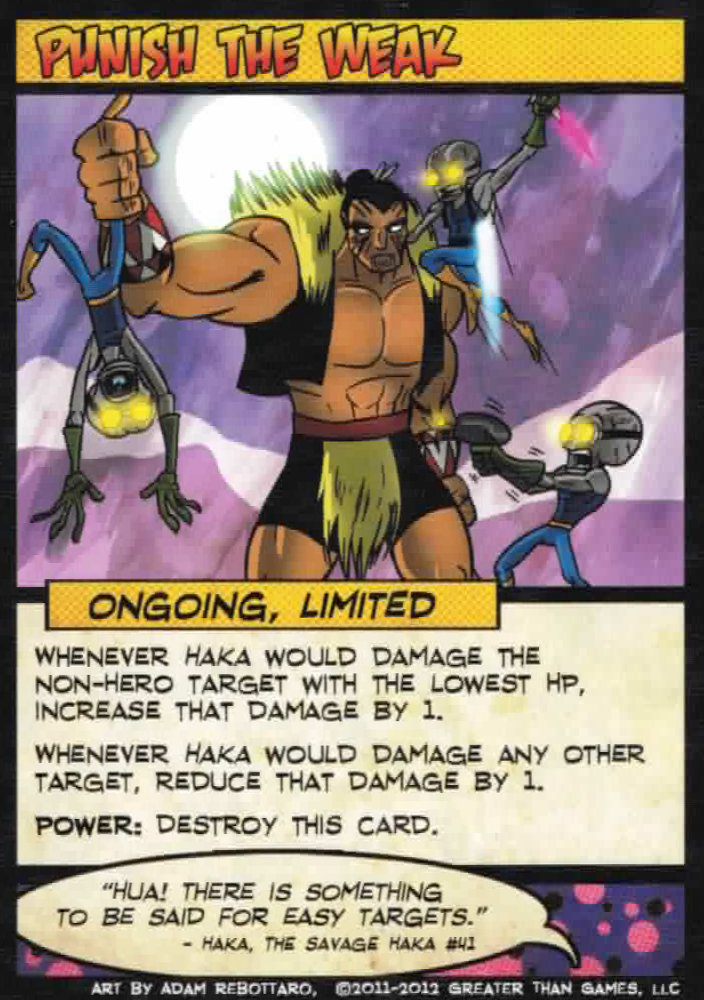 PUNISH THE WEAK
ONGOING, LIMITED
WHENEVER HAKA WOULD DAMAGE THE
NON-HERO TARGET WITH THE LOWEST HP,
INCREASE THAT DAMAGE BY 1.
WHENEVER HAKA WOULD DAMAGE ANY OTHER
TARGET, REDUCE THAT DAMAGE BY 1.
POWER: DESTROY THIS CARD.
"HUA! THERE IS SOMETHING
TO BE SAID FOR EASY TARGETS."
- HAKA, THE SAVAGE HAKA #41
ART BY ADAM REBOTTARO, ©2011-2012 GREATER THAN GAMES, LLC